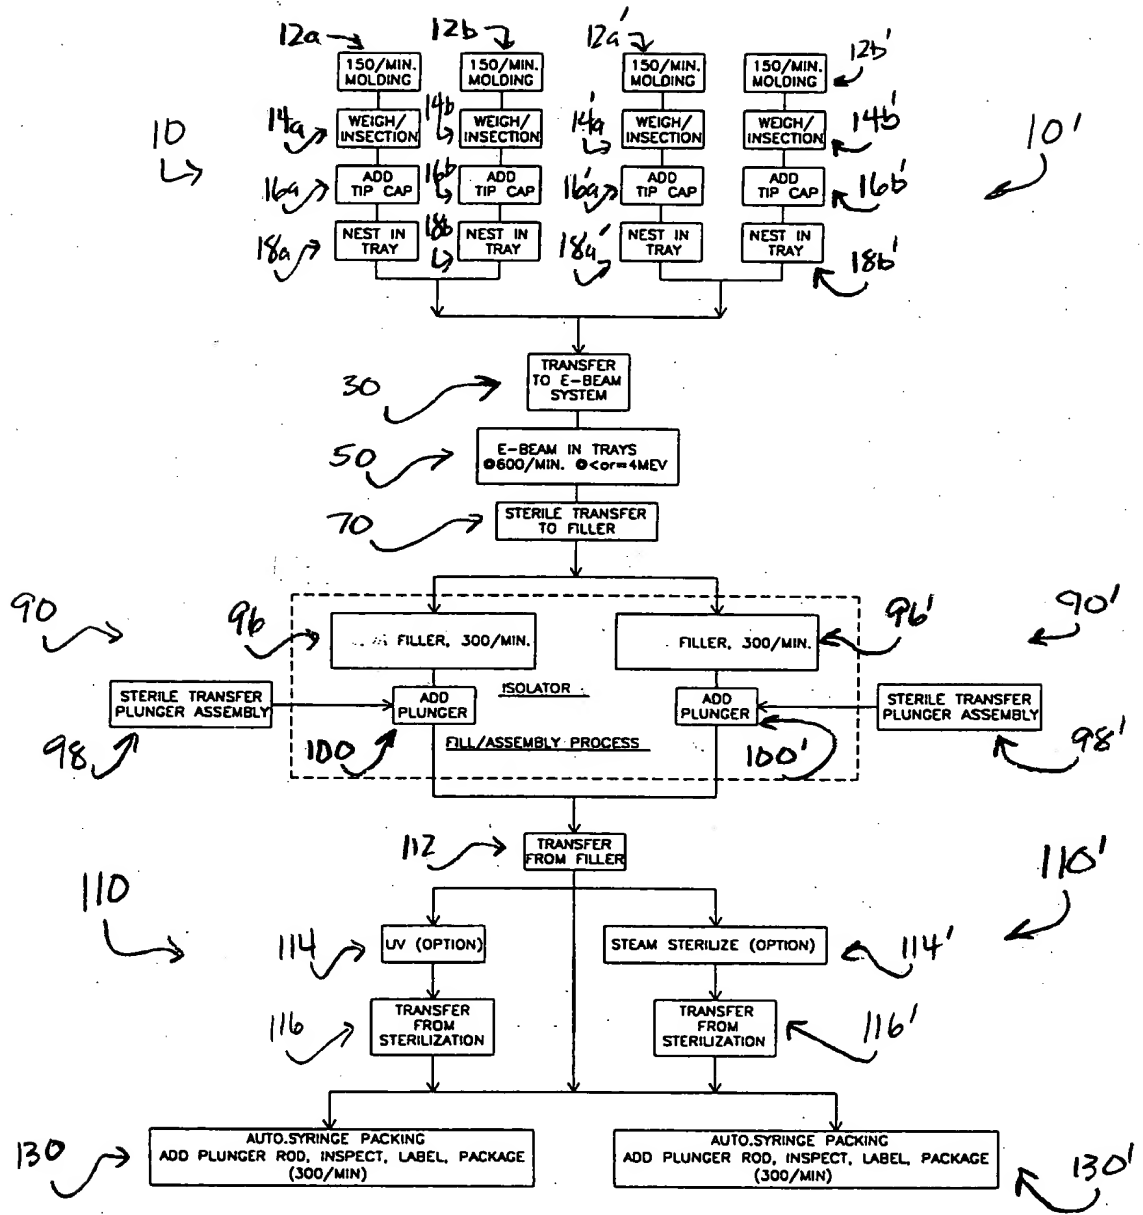 12a 12b 12a' 12b'
150/MIN. 150/MIN. 150/MIN. 150/MIN.
MOLDING MOLDING MOLDING MOLDING
14a 14b 14'a 14b'
WEIGH/ WEIGH/ WEIGH/ WEIGH/
INSECTION INSECTION INSECTION INSECTION
10 10'
16a 16b 16'a 16b'
ADD ADD ADD ADD
TIP CAP TIP CAP TIP CAP TIP CAP
18a 18b 18a' 18b'
NEST IN NEST IN NEST IN NEST IN
TRAY TRAY TRAY TRAY
30
TRANSFER
TO E-BEAM
SYSTEM
50
E-BEAM IN TRAYS
@600/MIN. @<or=4MEV
70
STERILE TRANSFER
TO FILLER
90 96 96' 90'
FILLER, 300/MIN. FILLER, 300/MIN.
STERILE TRANSFER
PLUNGER ASSEMBLY
98
ADD
PLUNGER
100
ISOLATOR
FILL/ASSEMBLY PROCESS
ADD
PLUNGER
100'
STERILE TRANSFER
PLUNGER ASSEMBLY
98'
112
TRANSFER
FROM FILLER
110 110'
114 UV (OPTION) STEAM STERILIZE (OPTION) 114'
116
TRANSFER
FROM
STERILIZATION
TRANSFER
FROM
STERILIZATION
116'
130
AUTO.SYRINGE PACKING
ADD PLUNGER ROD, INSPECT, LABEL, PACKAGE
(300/MIN)
AUTO.SYRINGE PACKING
ADD PLUNGER ROD, INSPECT, LABEL, PACKAGE
(300/MIN)
130'